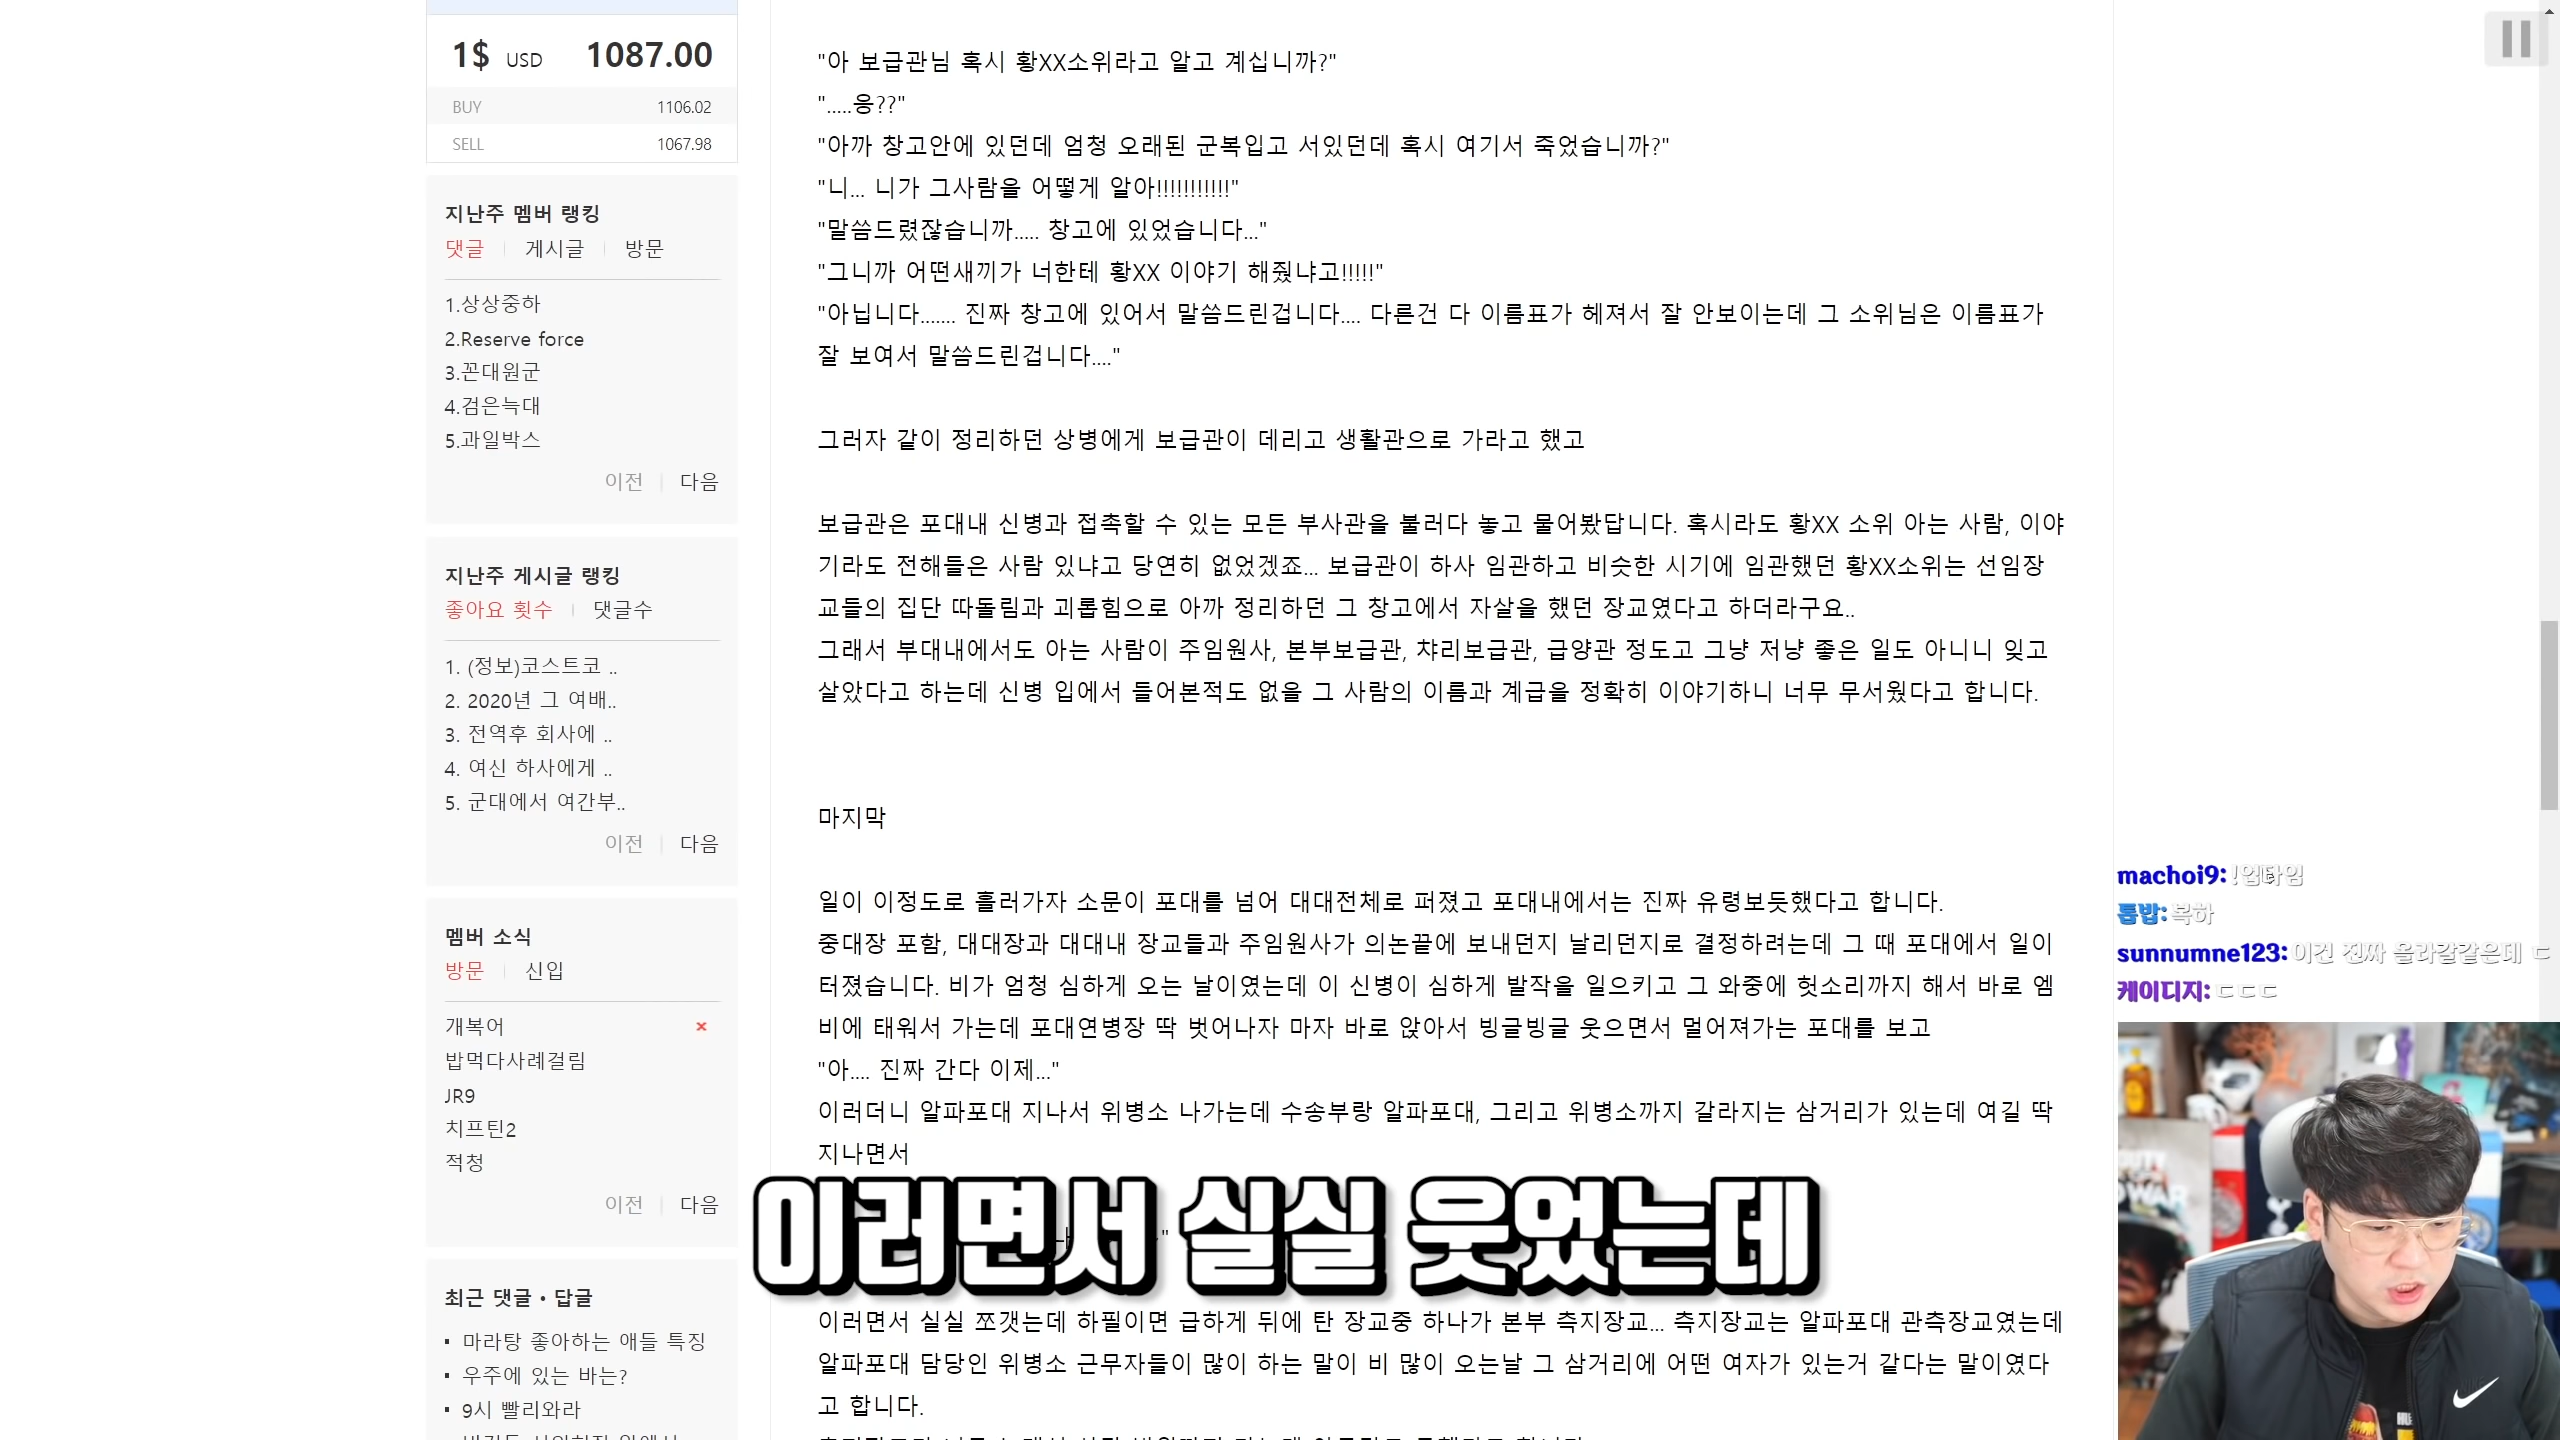 1$ USD 1087.00
BUY 1106.02
SELL 1067.98
지난주 멤버 랭킹
댓글 게시글 방문
1.상상중하
2.Reserve force
3.꼰대원군
4.검은늑대
5.과일박스
이전 다음
지난주 게시글 랭킹
좋아요 횟수 댓글수
1. (정보)코스트코 ..
2. 2020년 그 여배..
3. 전역후 회사에 ..
4. 여신 하사에게 ..
5. 군대에서 여간부..
이전 다음
멤버 소식
방문 신입
개복어
밥먹다사례걸림
JR9
치프틴2
적청
이전 다음
최근 댓글 • 답글
마라탕 좋아하는 애들 특징
우주에 있는 바는?
9시 빨리와라
"아 보급관님 혹시 황XX소위라고 알고 계십니까?"
".....응??"
"아까 창고안에 있던데 엄청 오래된 군복입고 서있던데 혹시 여기서 죽었습니까?"
"니... 니가 그사람을 어떻게 알아!!!!!!!!!!!"
"말씀드렸잖습니까..... 창고에 있었습니다..."
"그니까 어떤새끼가 너한테 황XX 이야기 해줬냐고!!!!!"
"아닙니다....... 진짜 창고에 있어서 말씀드린겁니다.... 다른건 다 이름표가 헤져서 잘 안보이는데 그 소위님은 이름표가
잘 보여서 말씀드린겁니다...."
그러자 같이 정리하던 상병에게 보급관이 데리고 생활관으로 가라고 했고
보급관은 포대내 신병과 접촉할 수 있는 모든 부사관을 불러다 놓고 물어봤답니다. 혹시라도 황XX 소위 아는 사람, 이야
기라도 전해들은 사람 있냐고 당연히 없었겠죠... 보급관이 하사 임관하고 비슷한 시기에 임관했던 황XX소위는 선임장
교들의 집단 따돌림과 괴롭힘으로 아까 정리하던 그 창고에서 자살을 했던 장교였다고 하더라구요..
그래서 부대내에서도 아는 사람이 주임원사, 본부보급관, 챠리보급관, 급양관 정도고 그냥 저냥 좋은 일도 아니니 잊고
살았다고 하는데 신병 입에서 들어본적도 없을 그 사람의 이름과 계급을 정확히 이야기하니 너무 무서웠다고 합니다.
마지막
일이 이정도로 흘러가자 소문이 포대를 넘어 대대전체로 퍼졌고 포대내에서는 진짜 유령보듯했다고 합니다.
중대장 포함, 대대장과 대대내 장교들과 주임원사가 의논끝에 보내던지 날리던지로 결정하려는데 그 때 포대에서 일이
터졌습니다. 비가 엄청 심하게 오는 날이였는데 이 신병이 심하게 발작을 일으키고 그 와중에 헛소리까지 해서 바로 엠
비에 태워서 가는데 포대연병장 딱 벗어나자 마자 바로 앉아서 빙글빙글 웃으면서 멀어져가는 포대를 보고
"아.... 진짜 간다 이제..."
이러더니 알파포대 지나서 위병소 나가는데 수송부랑 알파포대, 그리고 위병소까지 갈라지는 삼거리가 있는데 여길 딱
지나면서
이러면서 실실 웃었는데
이러면서 실실 쪼갯는데 하필이면 급하게 뒤에 탄 장교중 하나가 본부 측지장교... 측지장교는 알파포대 관측장교였는데
알파포대 담당인 위병소 근무자들이 많이 하는 말이 비 많이 오는날 그 삼거리에 어떤 여자가 있는거 같다는 말이였다
고 합니다.
machoi9: !업타임
톱밥: 복하
sunnumne123: 이건 진짜 올라갈같은데 ㄷ
케이디지: ㄷㄷㄷ